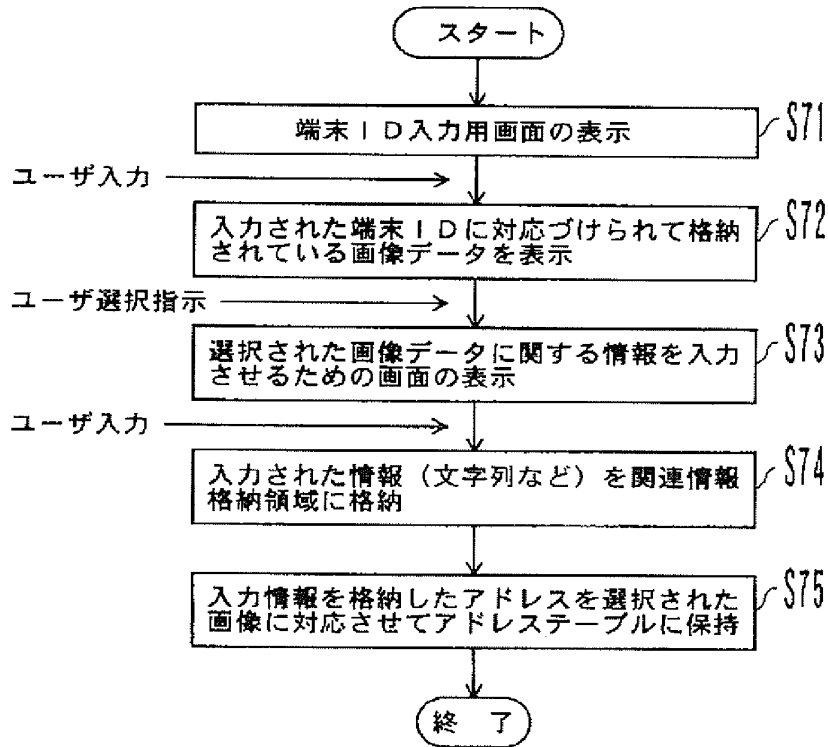 スタート
端末ID入力用画面の表示
S71
ユーザ入力
入力された端末IDに対応づけられて格納
されている画像データを表示
S72
ユーザ選択指示
選択された画像データに関する情報を入力
させるための画面の表示
S73
ユーザ入力
入力された情報（文字列など）を関連情報
格納領域に格納
S74
入力情報を格納したアドレスを選択された
画像に対応させてアドレステーブルに保持
S75
終 了